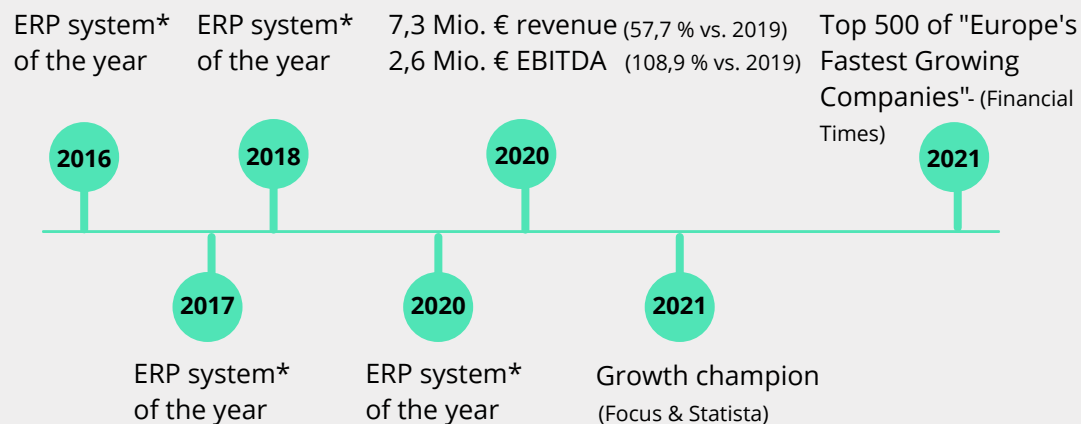 ERP system*
of the year
2016
ERP system*
of the year
2018
7,3 Mio. € revenue (57,7 % vs. 2019)
2,6 Mio. € EBITDA (108,9 % vs. 2019)
2020
Top 500 of "Europe's
Fastest Growing
Companies"- (Financial
Times)
2021
2017
ERP system*
of the year
2020
ERP system*
of the year
2021
Growth champion
(Focus & Statista)